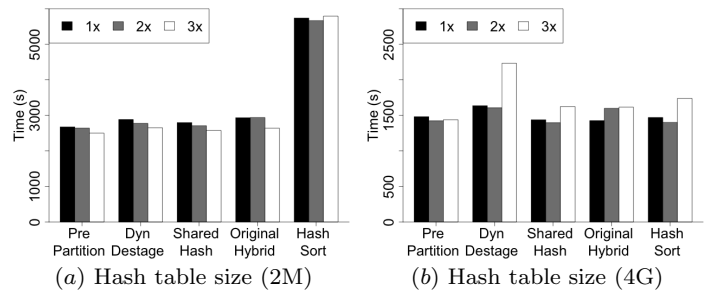 1x 2x 3x
Time (s)
0 1000 3000 5000
Pre Partition
Dyn Destage
Shared Hash
Original Hybrid
Hash Sort
(a) Hash table size (2M)
1x 2x 3x
Time (s)
0 500 1500 2500
Pre Partition
Dyn Destage
Shared Hash
Original Hybrid
Hash Sort
(b) Hash table size (4G)